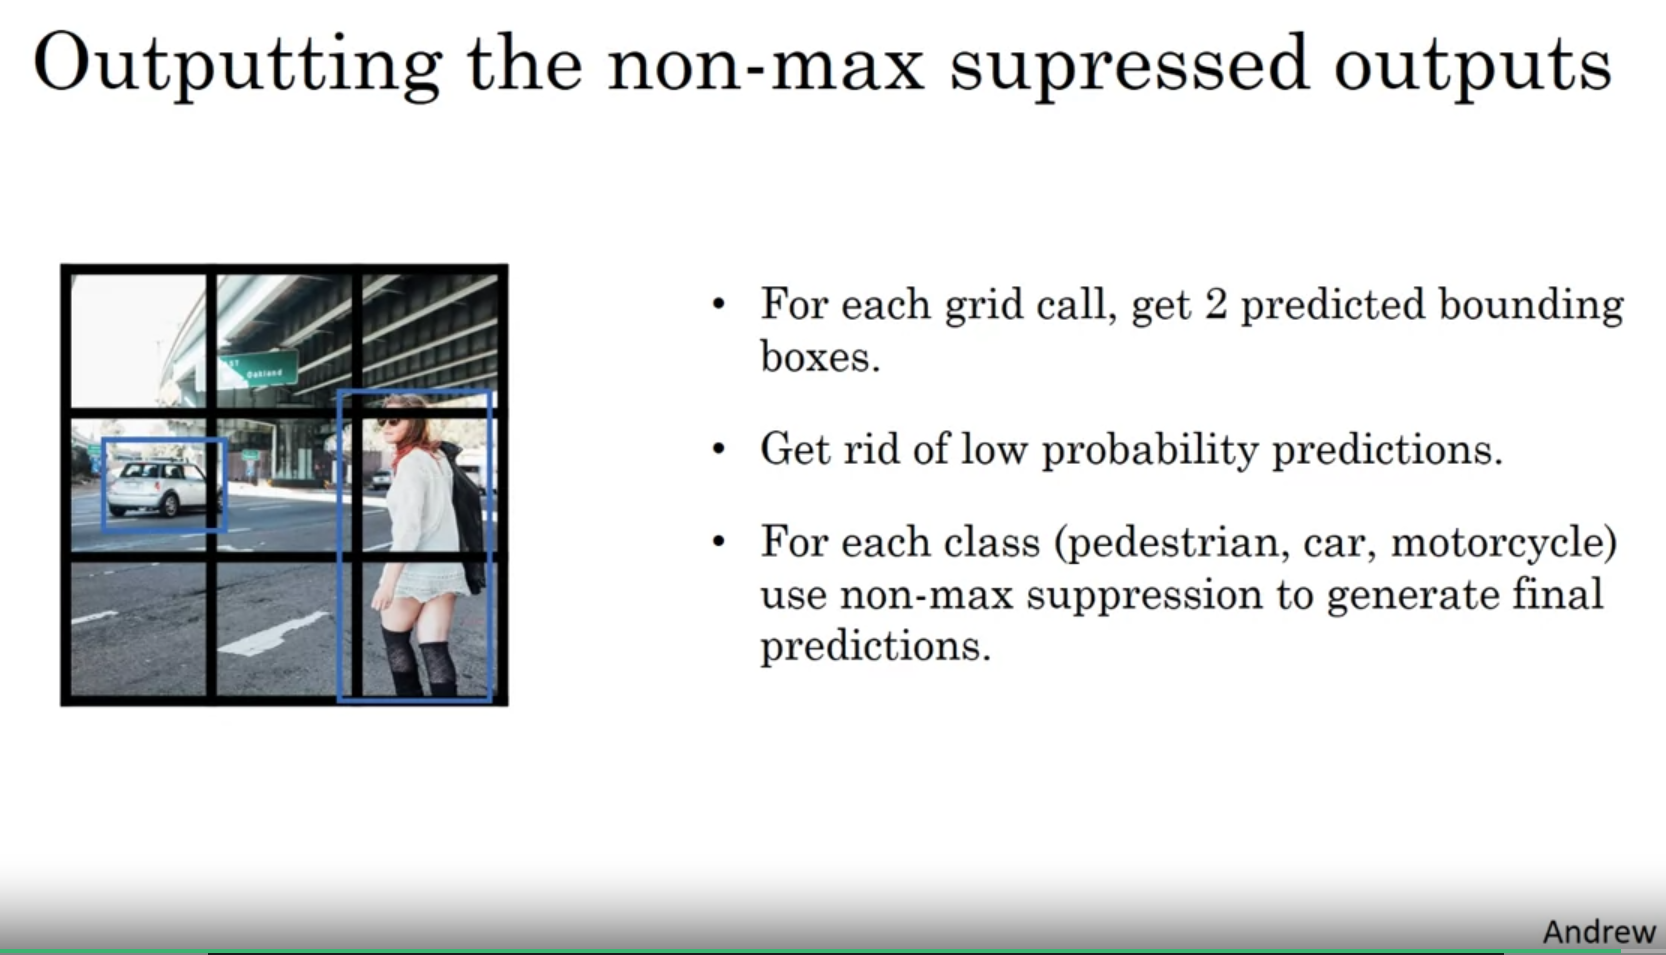 Outputting the non-max supressed outputs
Oakland
• For each grid call, get 2 predicted bounding
boxes.
• Get rid of low probability predictions.
• For each class (pedestrian, car, motorcycle)
use non-max suppression to generate final
predictions.
Andrew